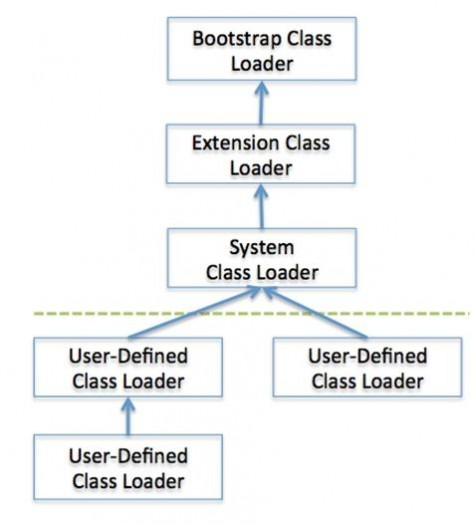 Bootstrap Class
Loader
Extension Class
Loader
System
Class Loader
User-Defined
Class Loader
User-Defined
Class Loader
User-Defined
Class Loader